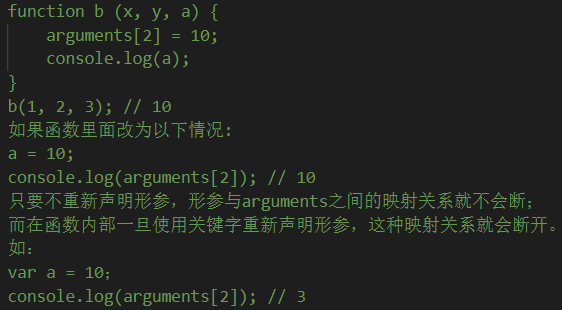 function b (x, y, a) {
    arguments[2] = 10;
    console.log(a);
}
b(1, 2, 3); // 10
如果函数里面改为以下情况:
a = 10;
console.log(arguments[2]); // 10
只要不重新声明形参，形参与arguments之间的映射关系就不会断；
而在函数内部一旦使用关键字重新声明形参，这种映射关系就会断开。
如：
var a = 10；
console.log(arguments[2]); // 3